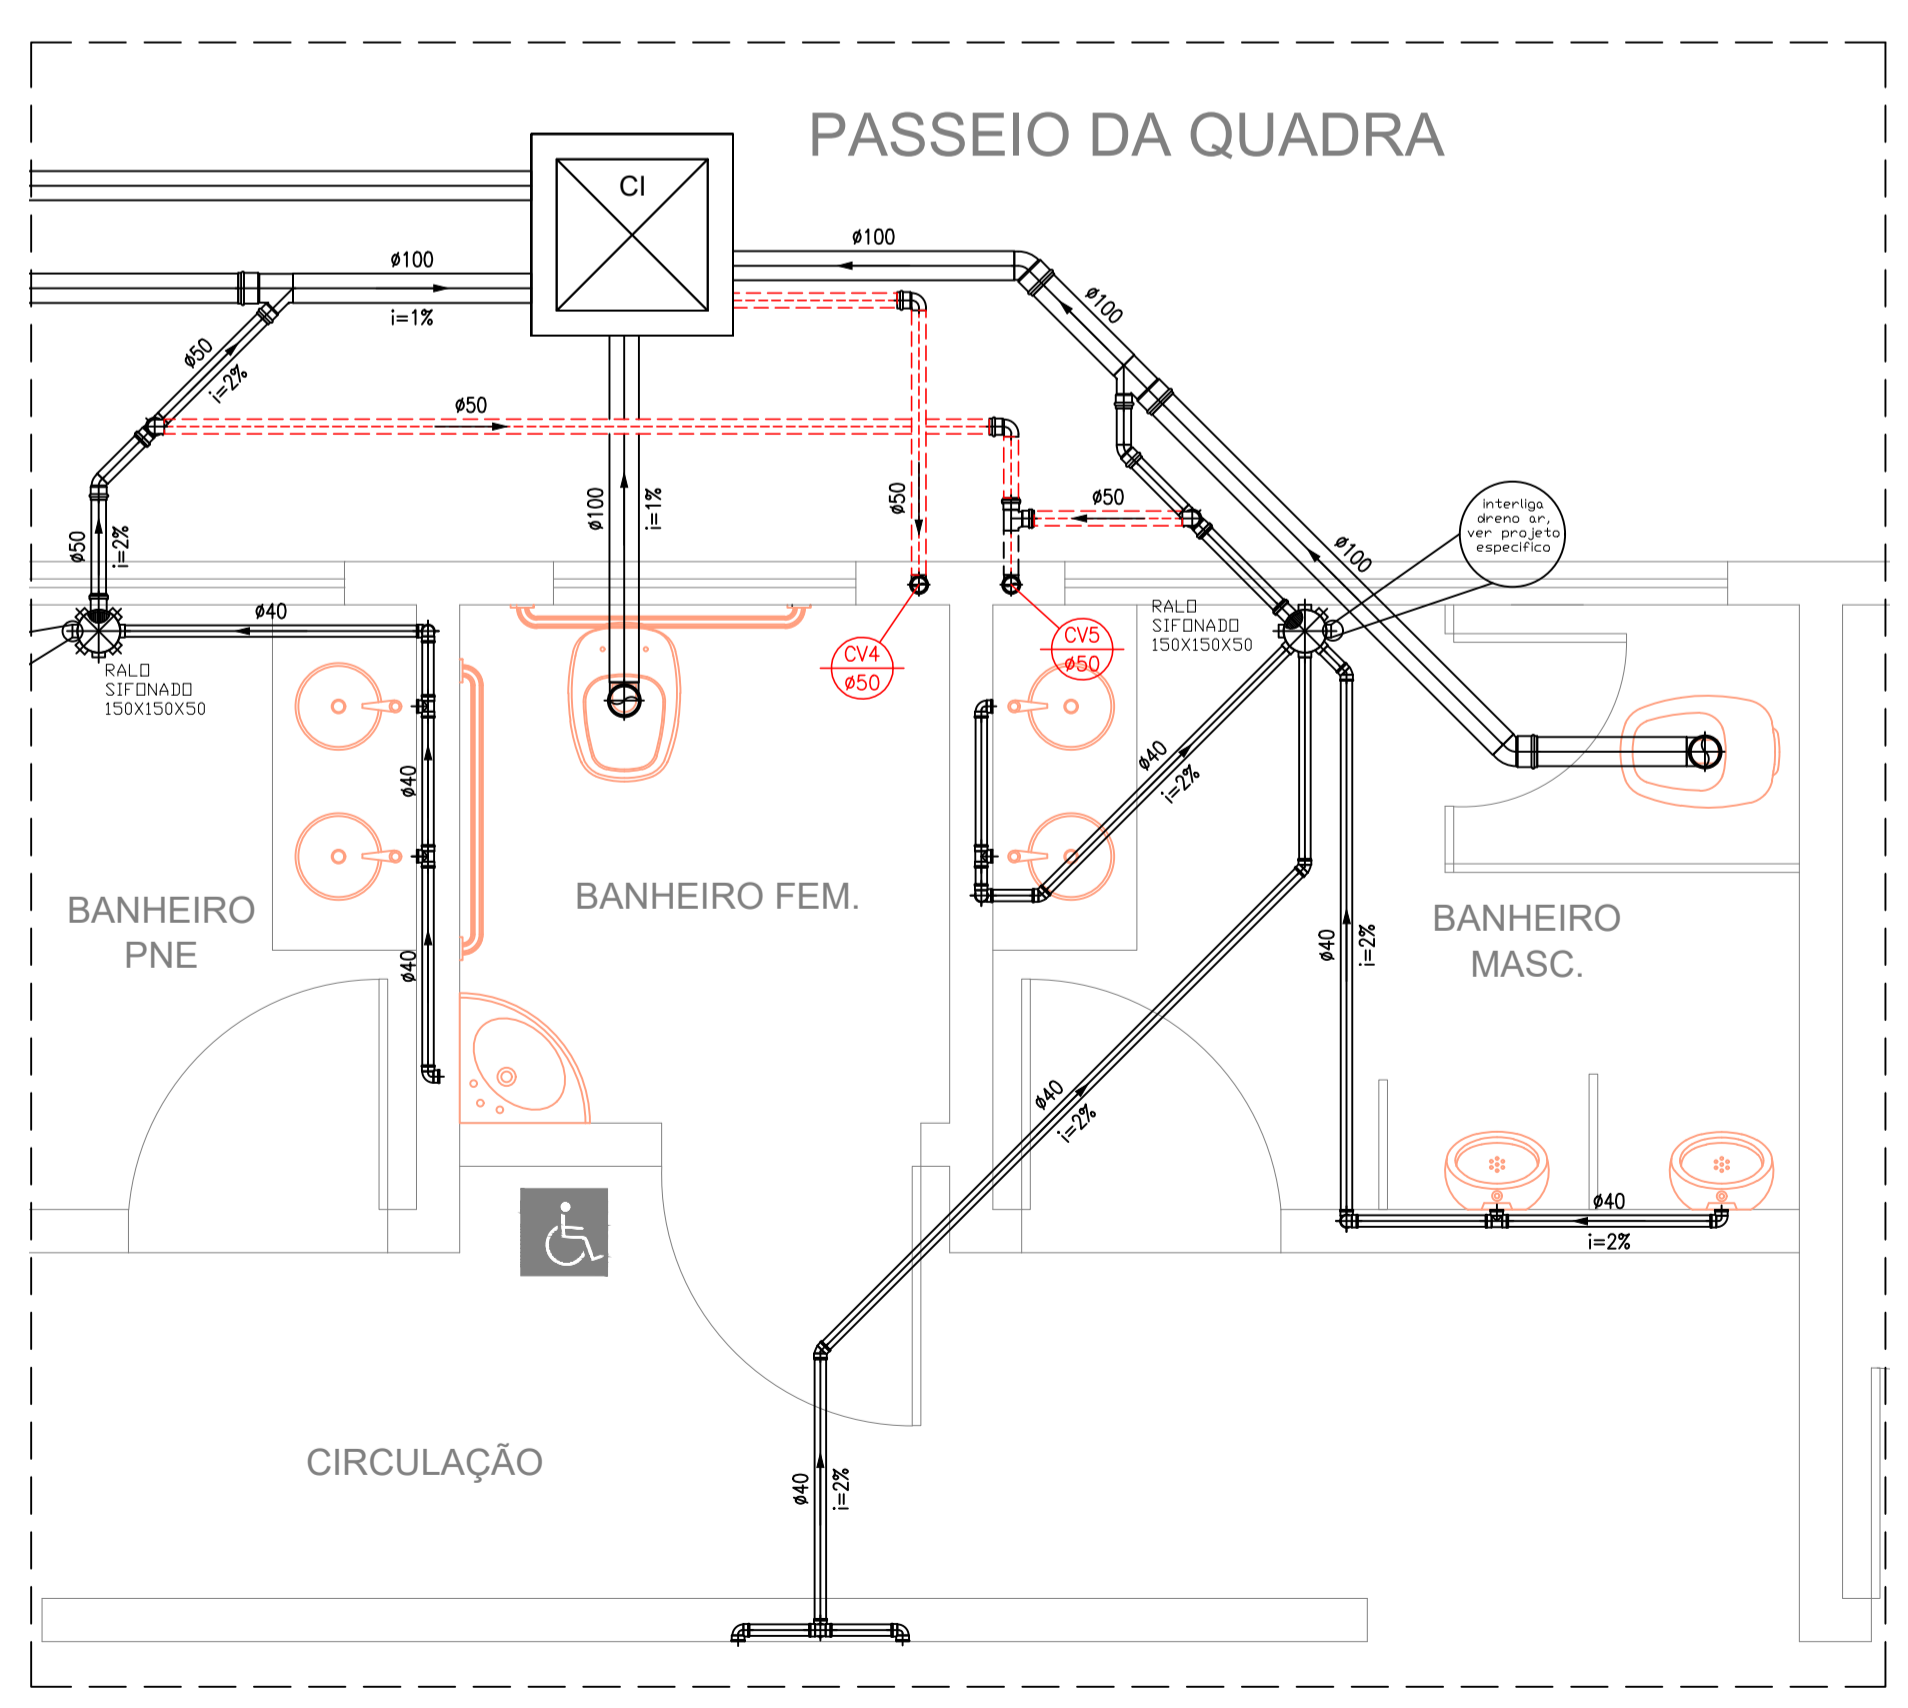 PASSEIO DA QUADRA
CI
ø100
ø100
i=1%
ø100
ø50
i=2%
ø50
ø50
i=2%
ø100
i=1%
ø50
ø50
ø100
interliga
dreno ar,
ver projeto
especifico
ø40
RALO
SIFONADO
150X150X50
CV4
ø50
CV5
ø50
RALO
SIFONADO
150X150X50
ø40
ø40
i=2%
BANHEIRO
PNE
ø40
BANHEIRO FEM.
ø40
i=2%
BANHEIRO
MASC.
ø40
i=2%
ø40
i=2%
CIRCULAÇÃO
ø40
i=2%